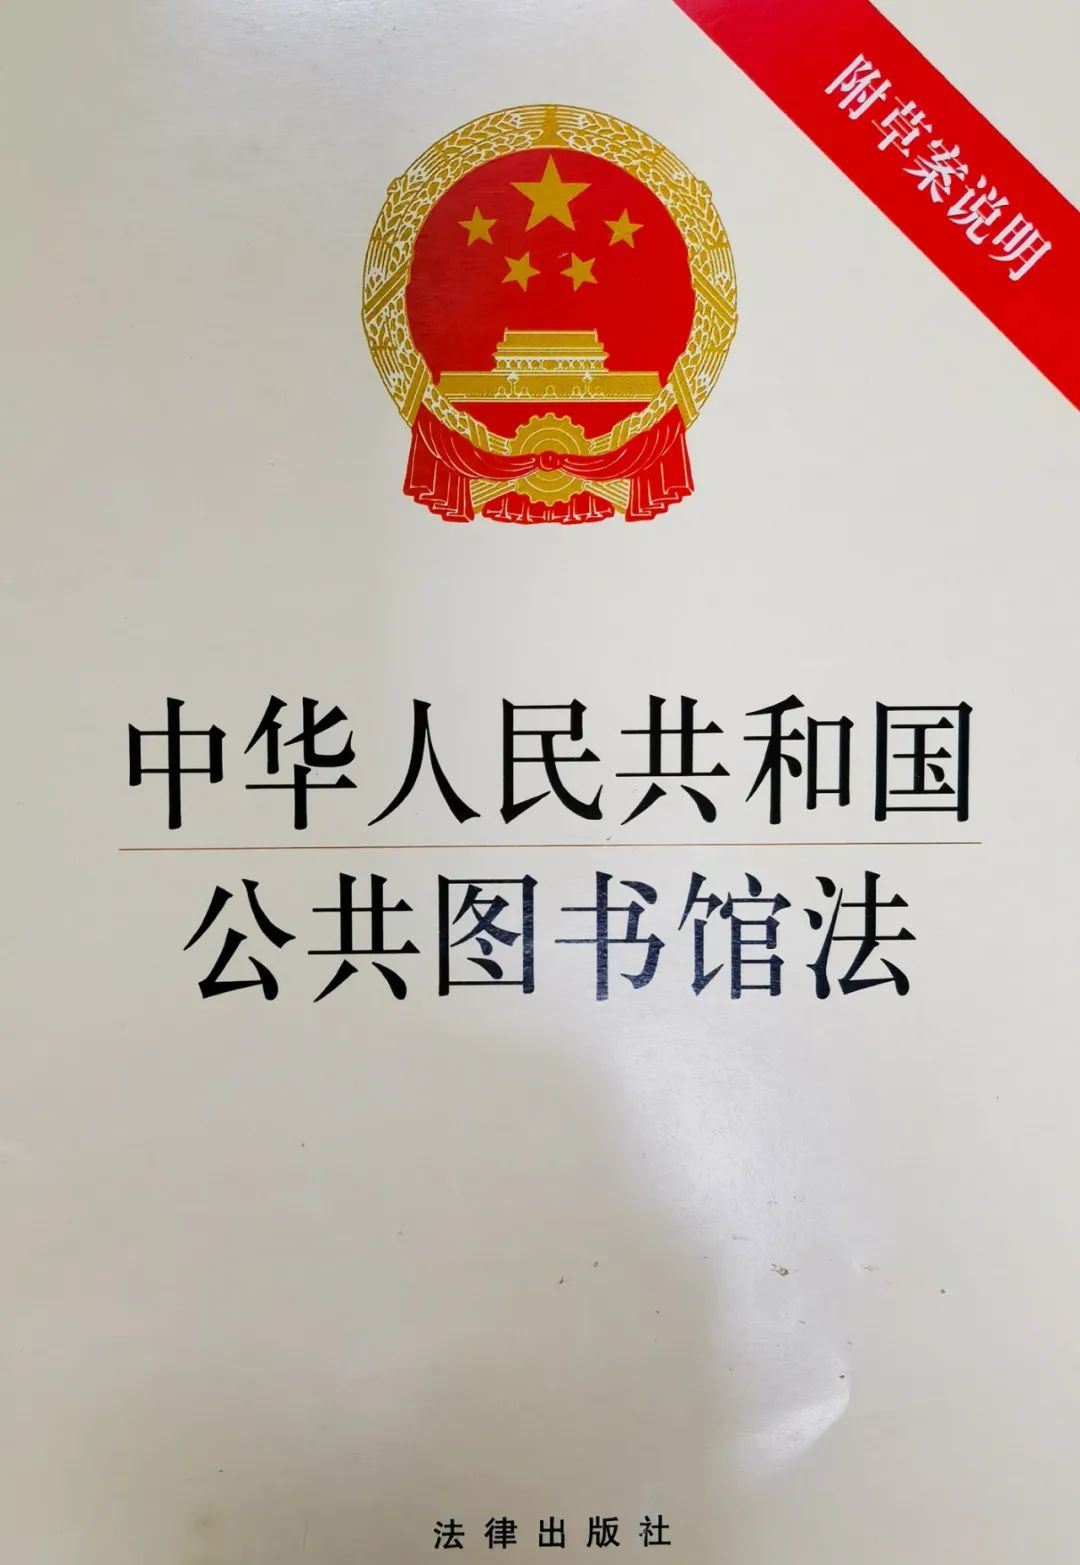 附草案说明
中华人民共和国
公共图书馆法
法律出版社